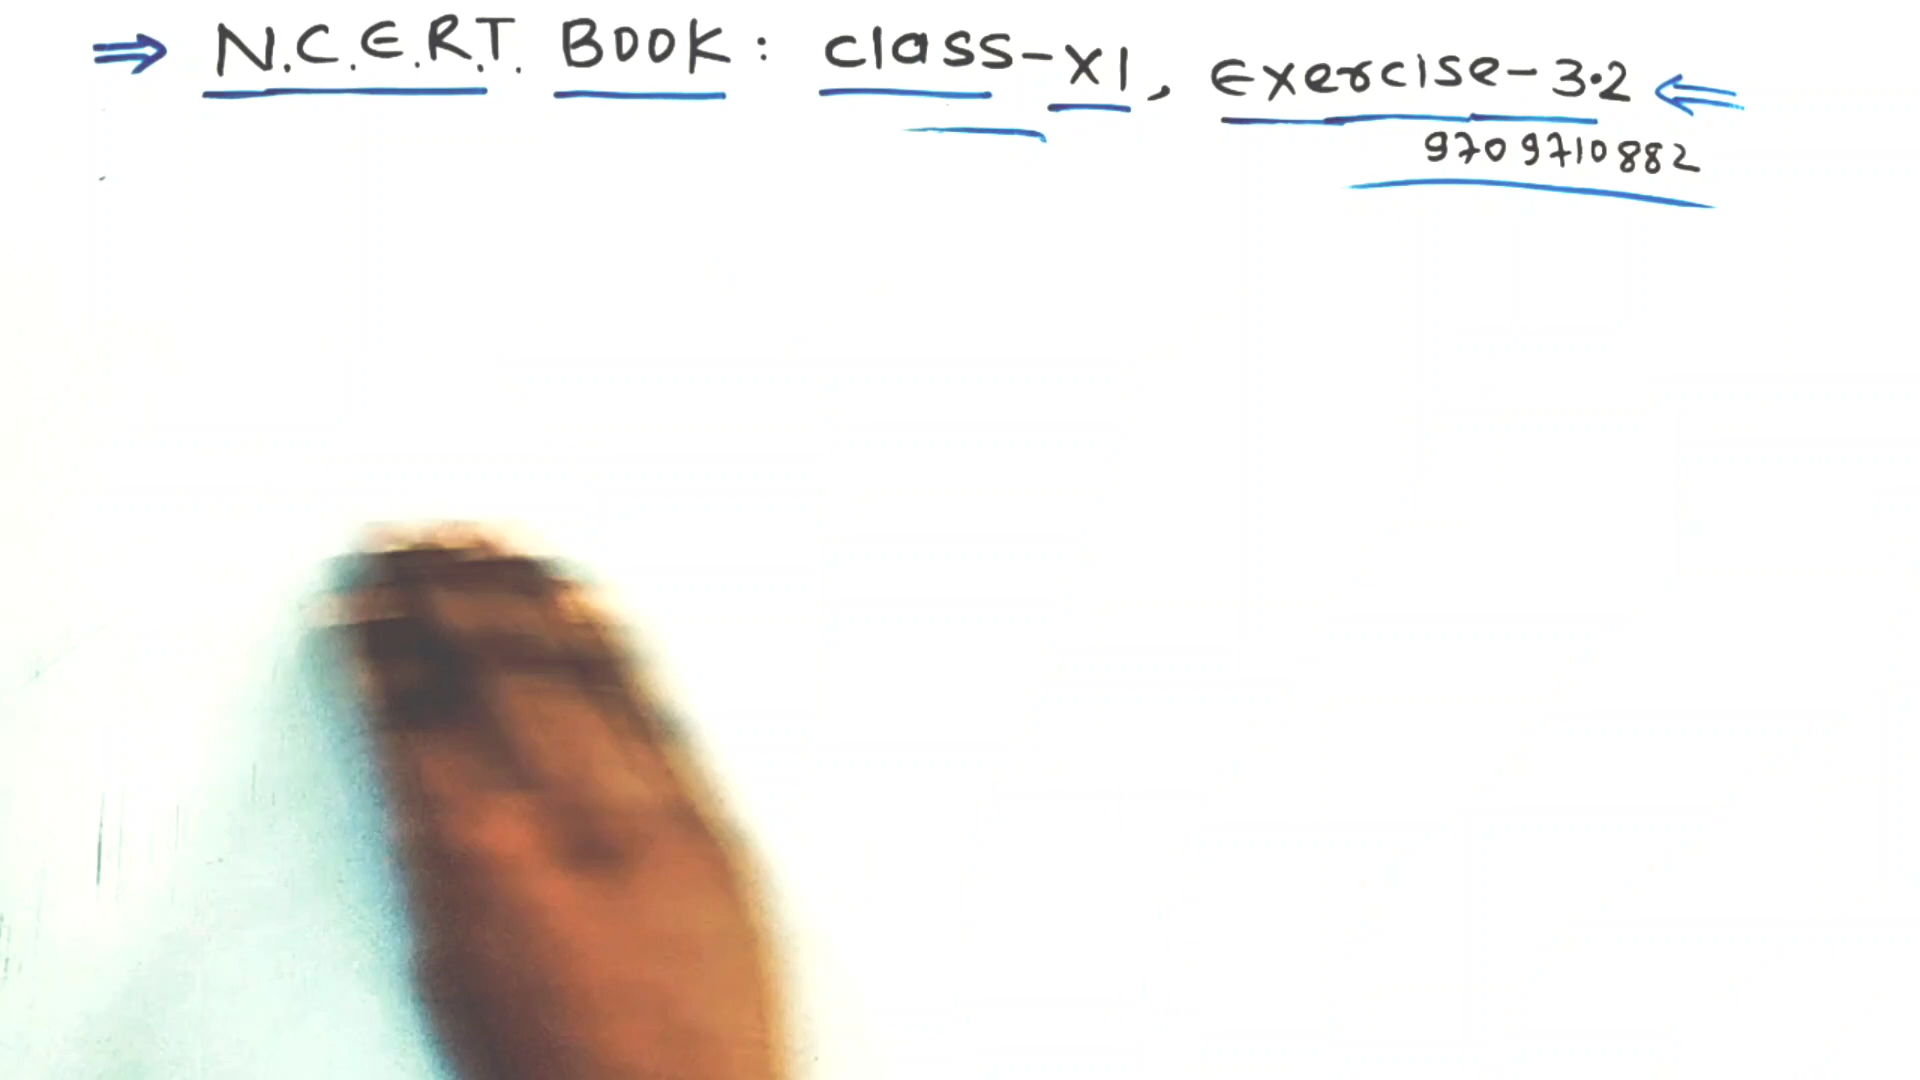 ⇒ N.C.E.R.T. BOOK: class-XI, Exercise-3.2 ⇐
9709710882